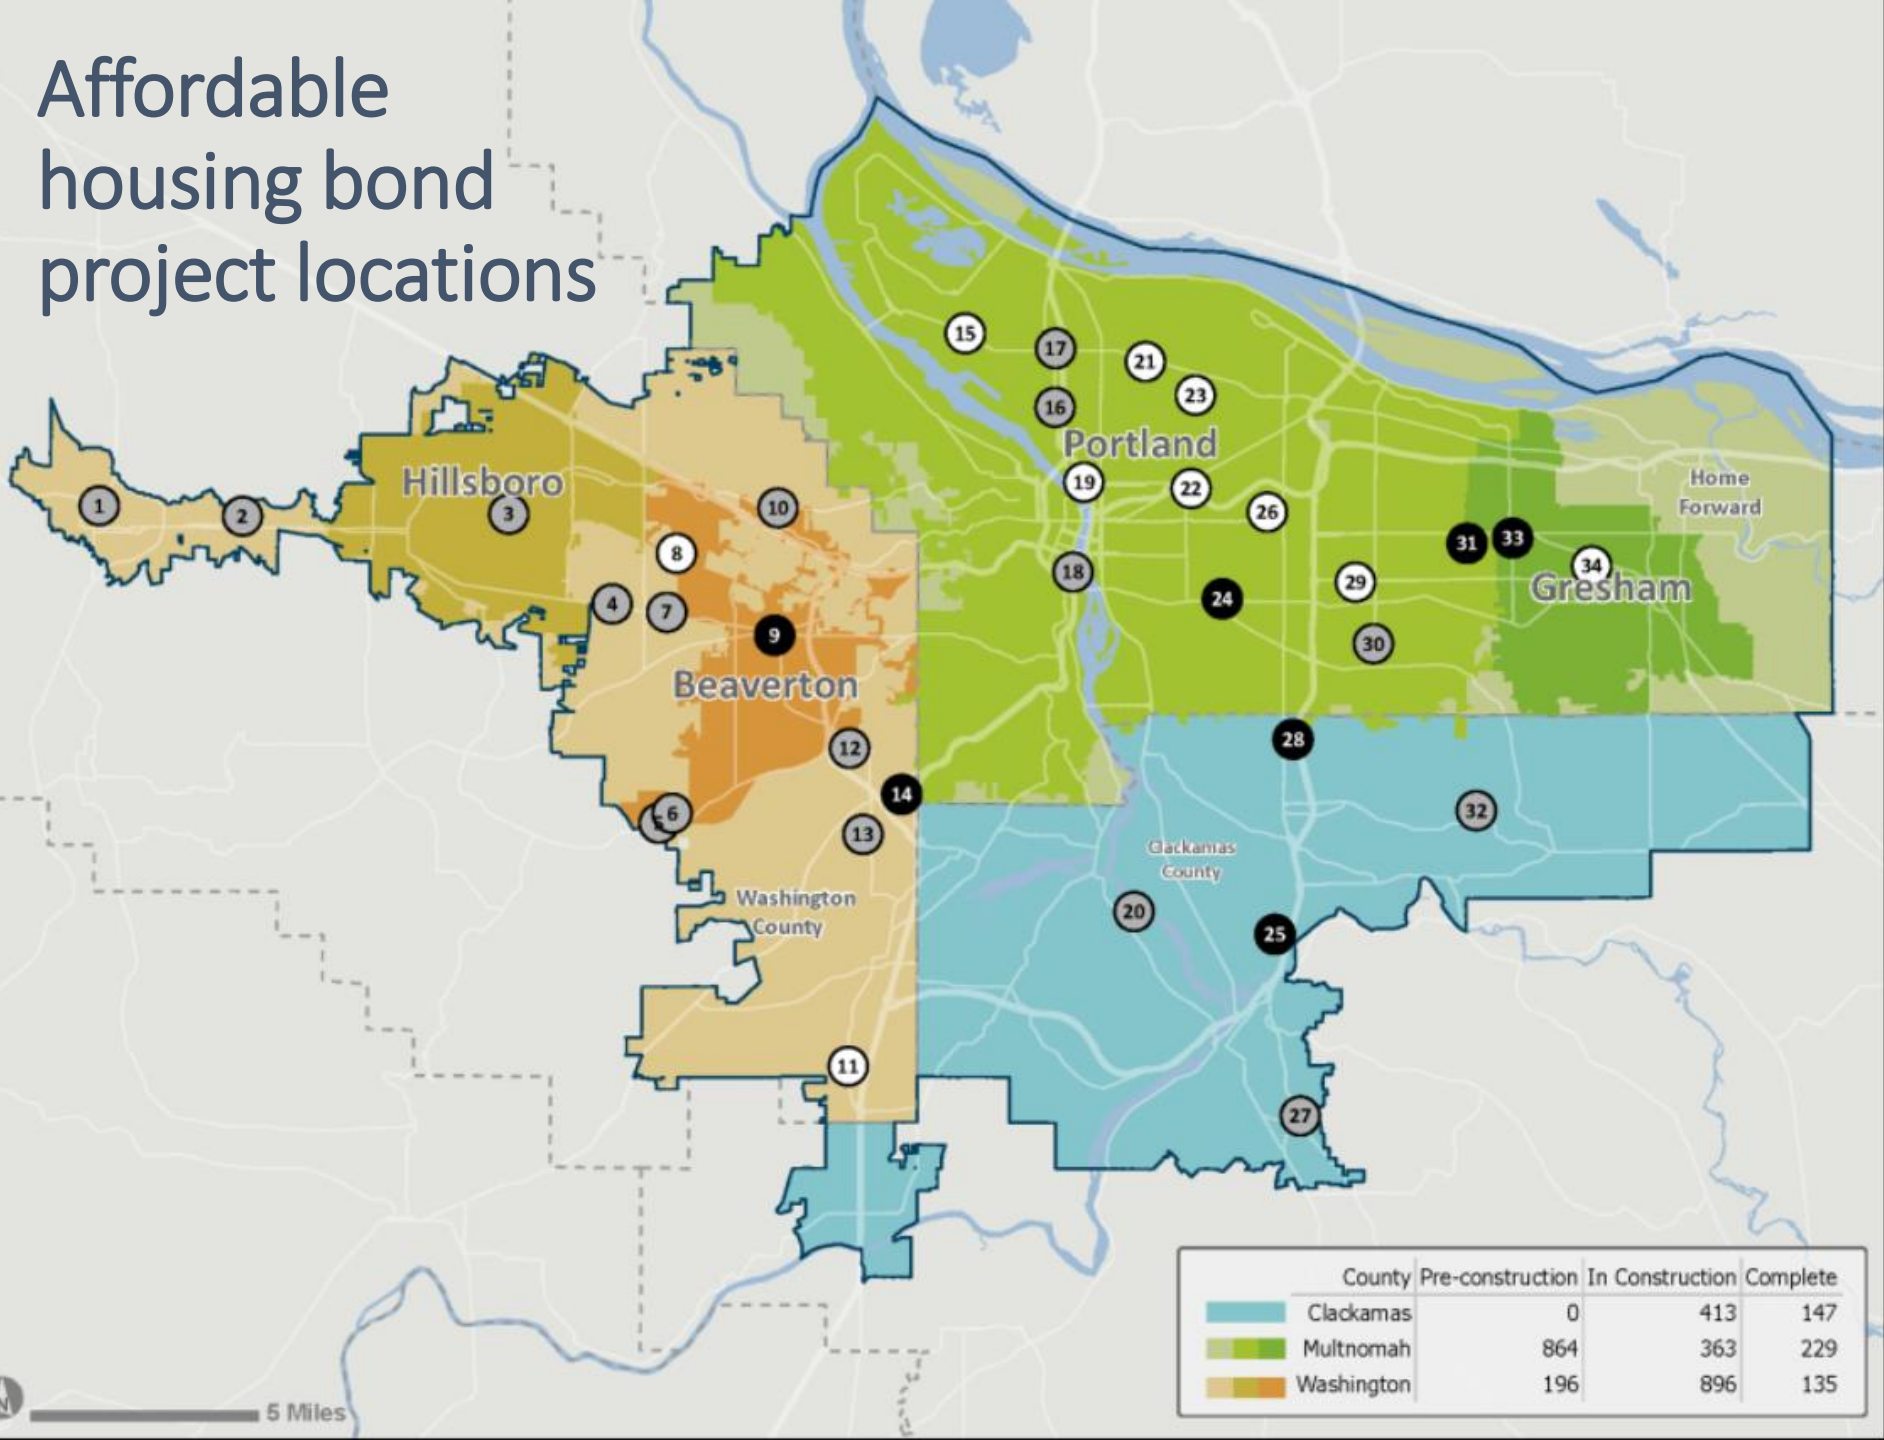 Affordable
housing bond
project locations
15
17
21
23
16
Portland
Hillsboro
Home
Forward
1
2
3
10
19
22
26
8
31
33
34
18
29
Gresham
4
7
24
9
30
Beaverton
12
28
14
32
5
6
13
Clackamas
County
Washington
County
20
25
11
27
County Pre-construction In Construction Complete
Clackamas 0 413 147
Multnomah 864 363 229
Washington 196 896 135
N
5 Miles